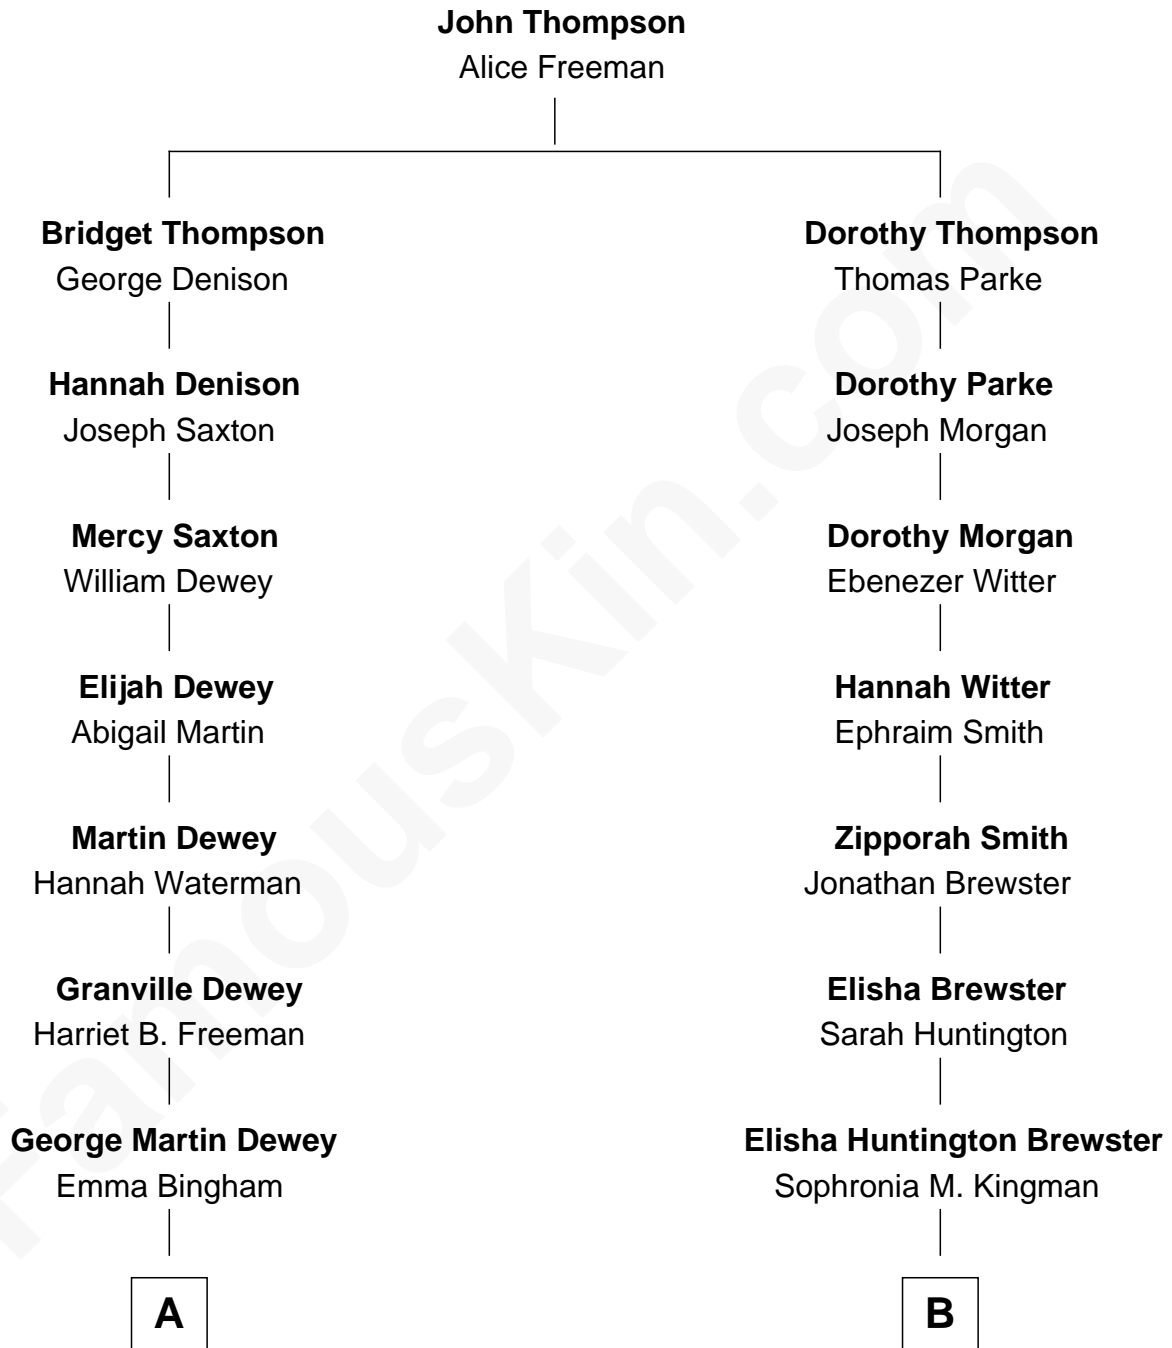 John Thompson
Alice Freeman
Bridget Thompson
George Denison
Dorothy Thompson
Thomas Parke
Hannah Denison
Joseph Saxton
Dorothy Parke
Joseph Morgan
Mercy Saxton
William Dewey
Dorothy Morgan
Ebenezer Witter
Elijah Dewey
Abigail Martin
Hannah Witter
Ephraim Smith
Martin Dewey
Hannah Waterman
Zipporah Smith
Jonathan Brewster
Granville Dewey
Harriet B. Freeman
Elisha Brewster
Sarah Huntington
George Martin Dewey
Emma Bingham
Elisha Huntington Brewster
Sophronia M. Kingman
A
B
FamousKin.com